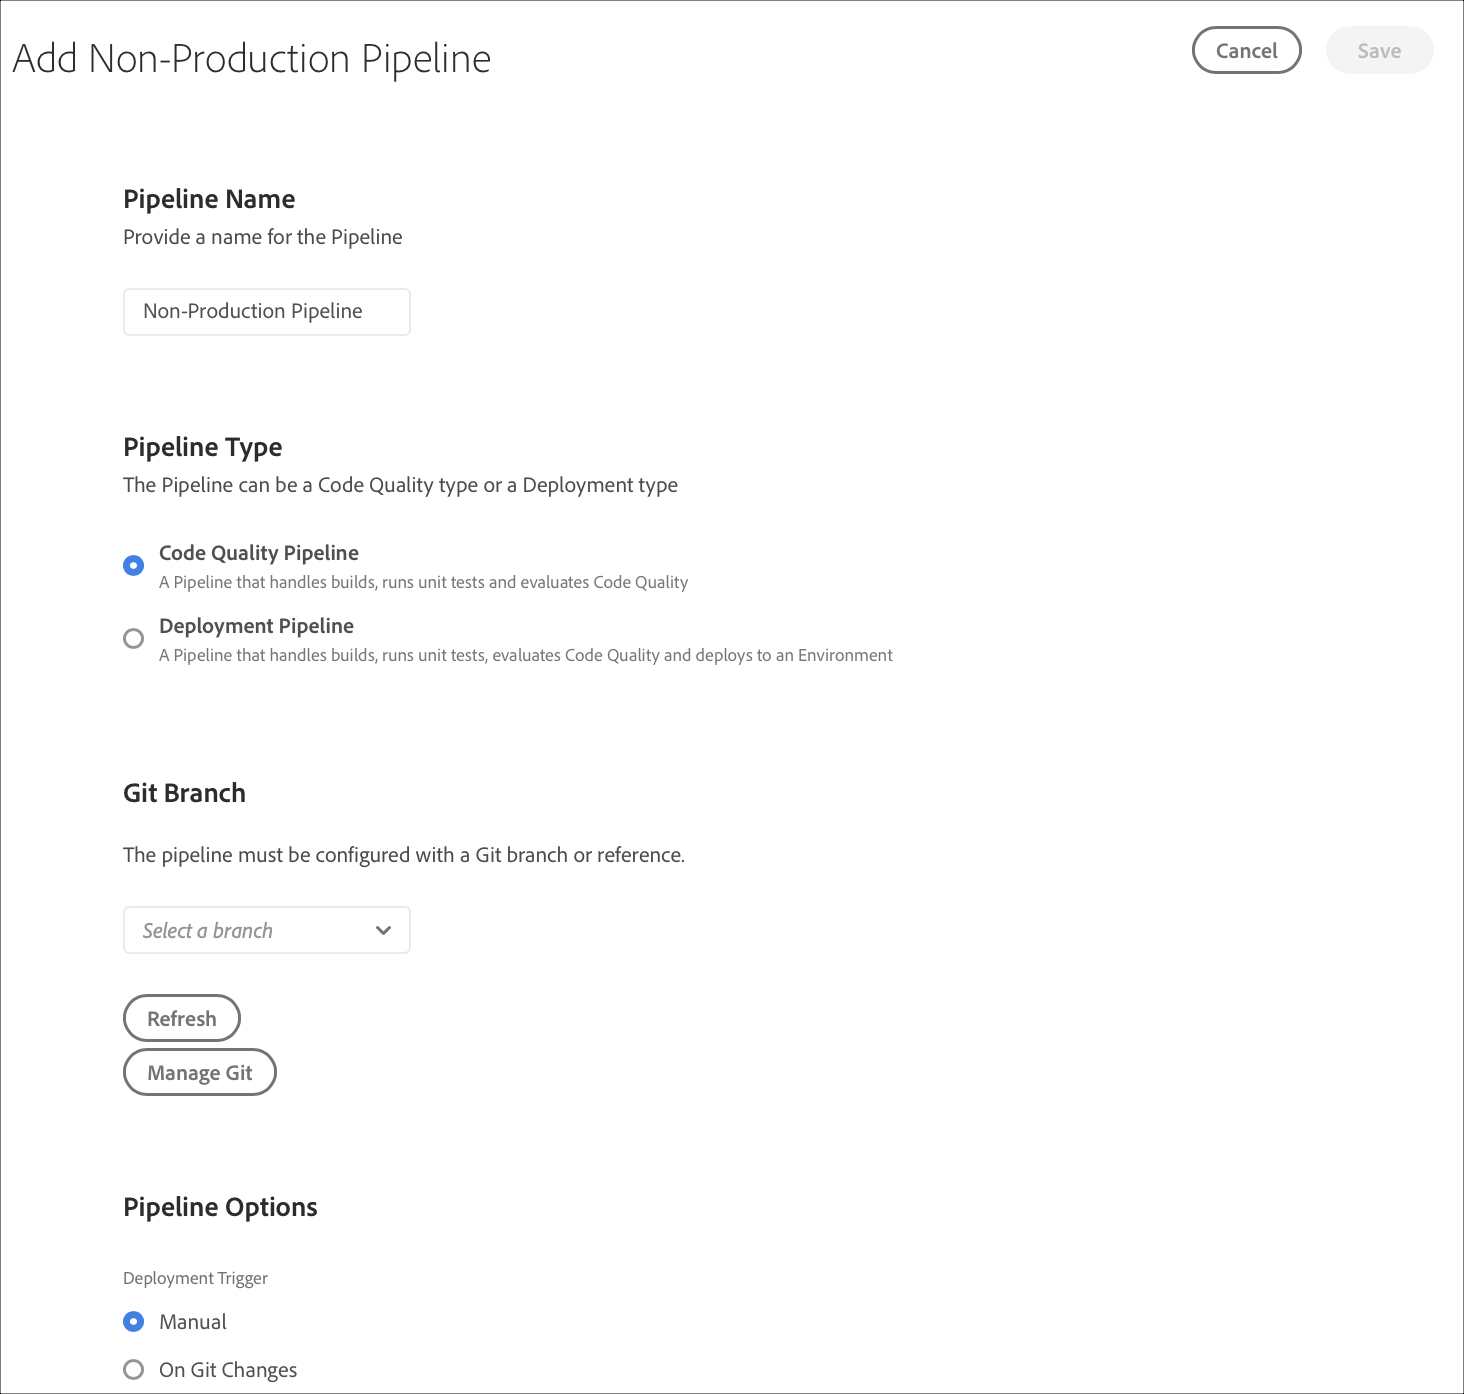 Add Non-Production Pipeline
Cancel
Save
Pipeline Name
Provide a name for the Pipeline
Non-Production Pipeline
Pipeline Type
The Pipeline can be a Code Quality type or a Deployment type
Code Quality Pipeline
A Pipeline that handles builds, runs unit tests and evaluates Code Quality
Deployment Pipeline
A Pipeline that handles builds, runs unit tests, evaluates Code Quality and deploys to an Environment
Git Branch
The pipeline must be configured with a Git branch or reference.
Select a branch
Refresh
Manage Git
Pipeline Options
Deployment Trigger
Manual
On Git Changes